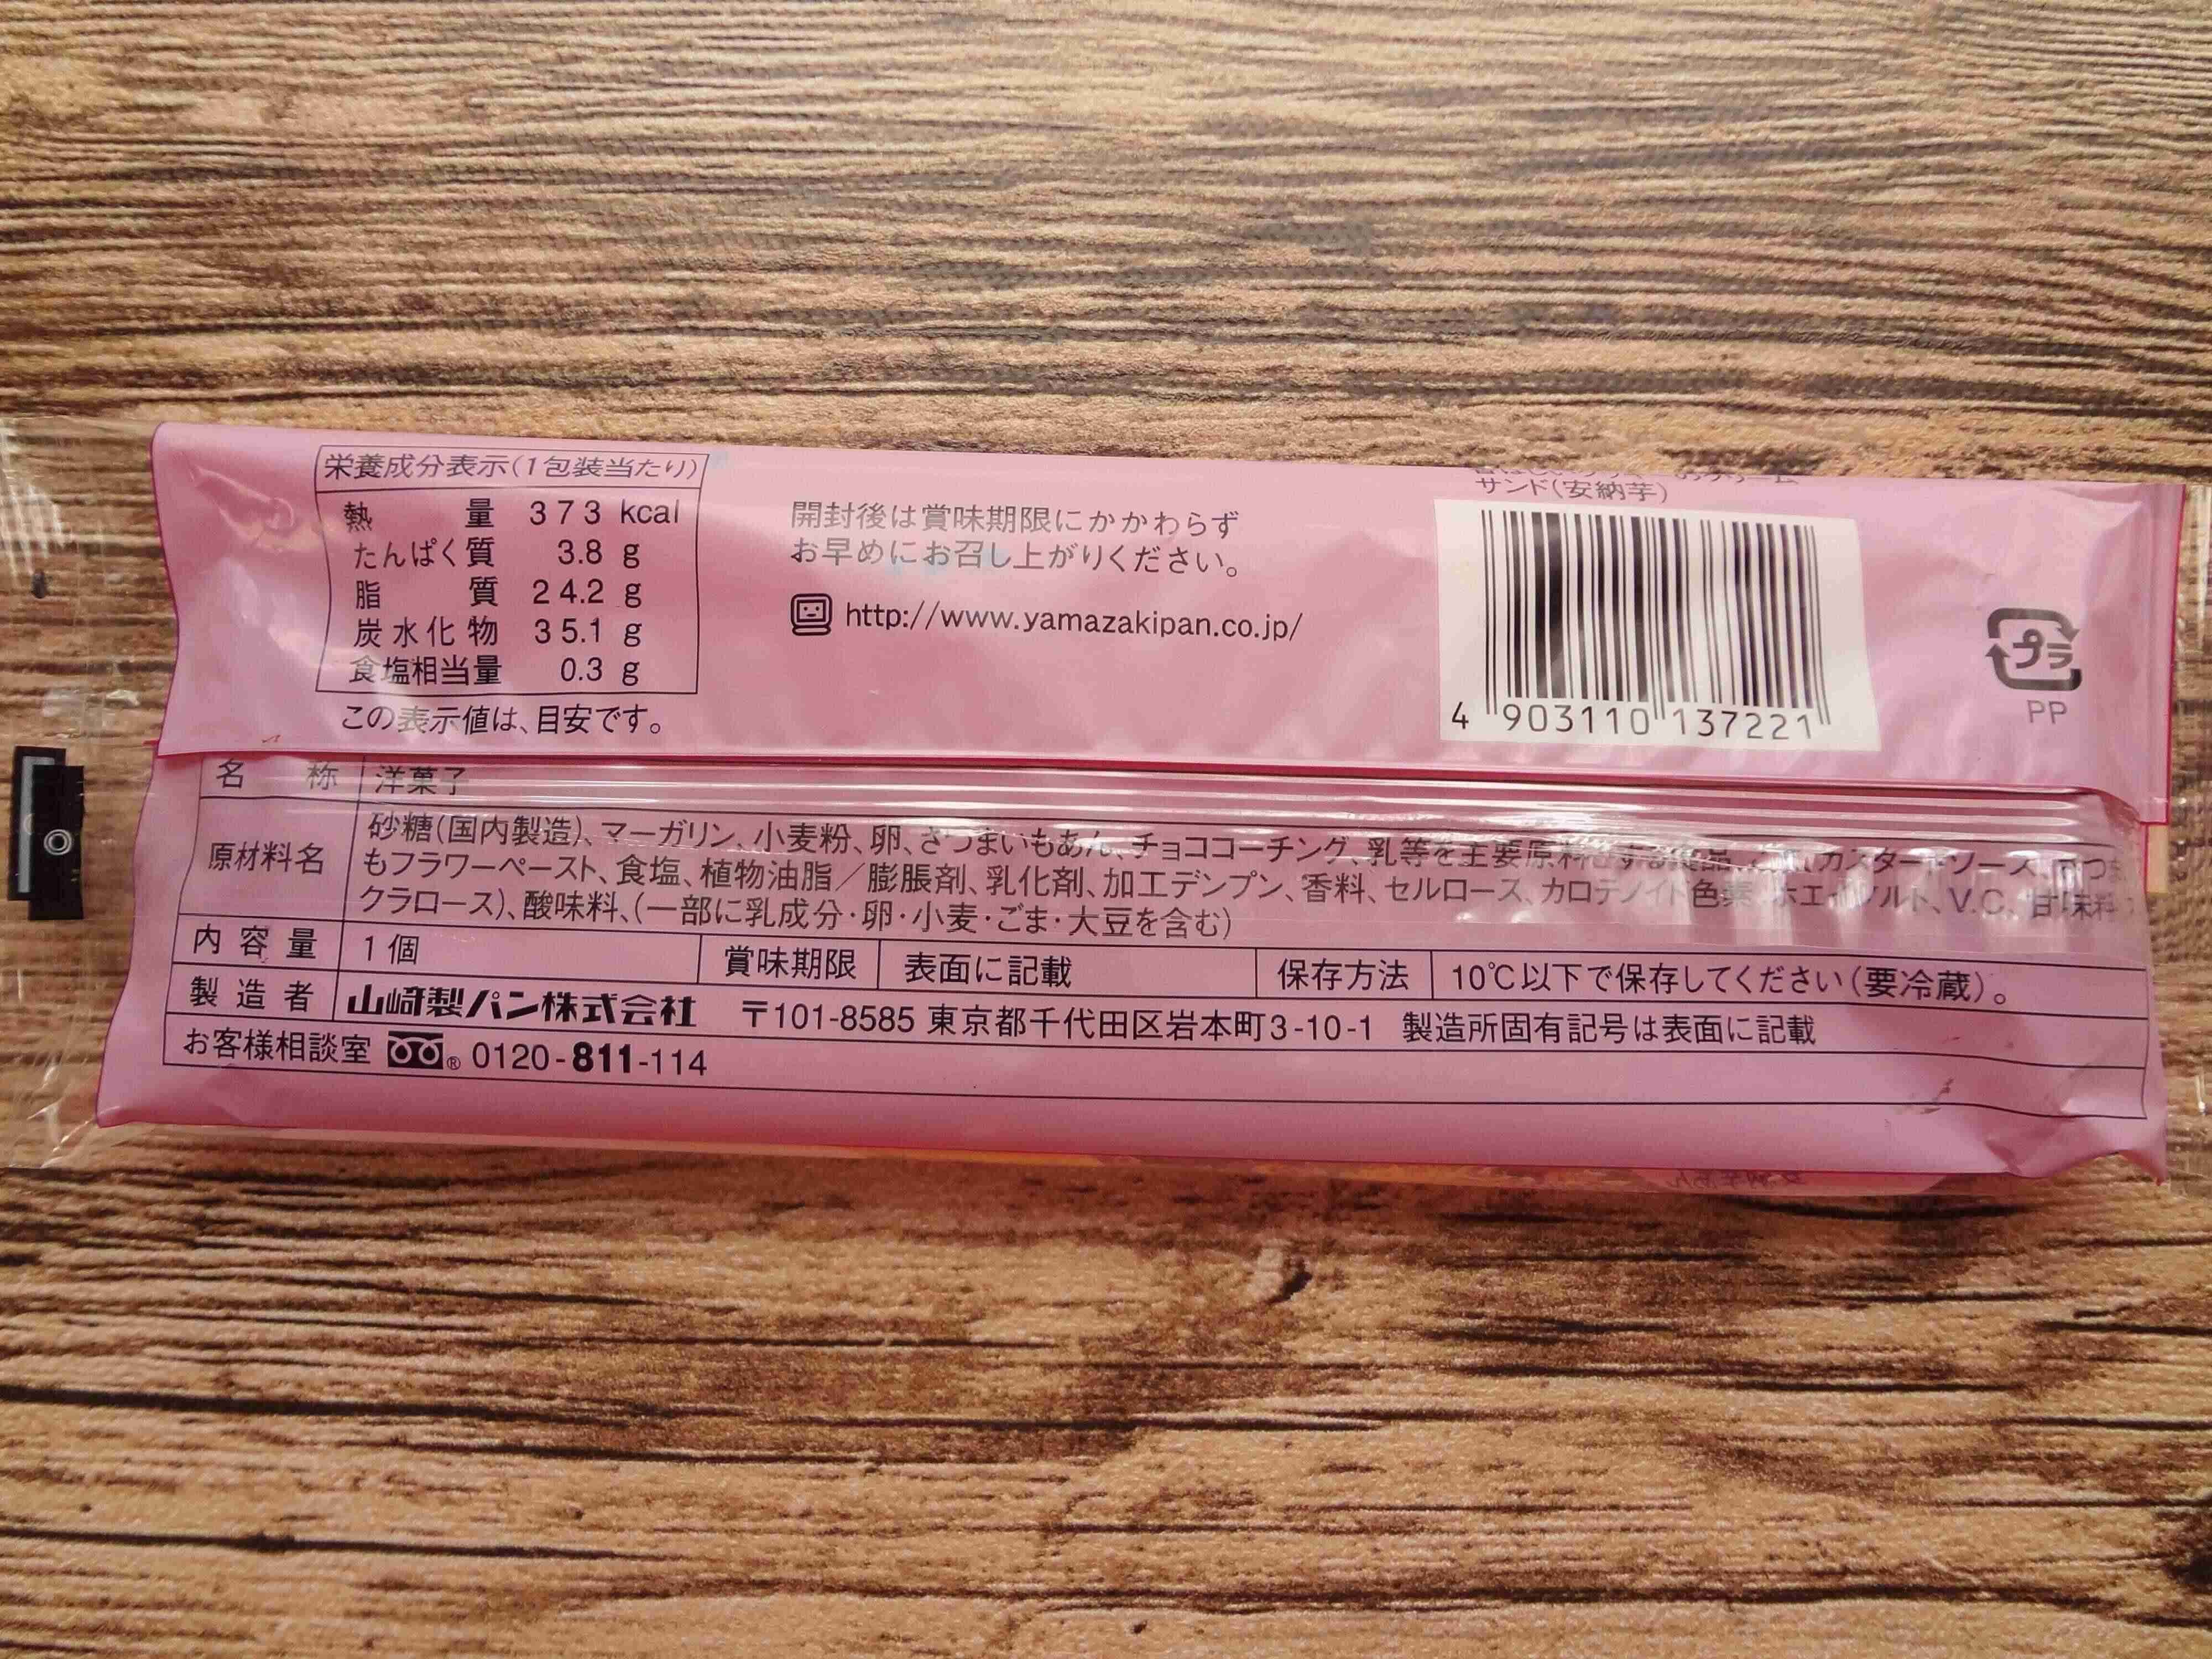 栄養成分表示(1包装当たり)
熱量 373 kcal
たんぱく質 3.8 g
脂質 24.2 g
炭水化物 35.1 g
食塩相当量 0.3 g
この表示値は、目安です。
開封後は賞味期限にかかわらず
お早めにお召し上がりください。
http://www.yamazakipan.co.jp/
サンド(安納芋)
4 903110 137221
プラ
PP
名称 洋菓子
原材料名 砂糖(国内製造)、マーガリン、小麦粉、卵、さつまいもあん、チョココーチング、乳等を主要原料とする食品、
もフラワーペースト、食塩、植物油脂/膨脹剤、乳化剤、加工デンプン、香料、セルロース、カロテノイド色素、ホエイソルト、V.C、甘味料
クラロース)、酸味料、(一部に乳成分・卵・小麦・ごま・大豆を含む)
内容量 1個 賞味期限 表面に記載 保存方法 10℃以下で保存してください(要冷蔵)。
製造者 山崎製パン株式会社 〒101-8585 東京都千代田区岩本町3-10-1 製造所固有記号は表面に記載
お客様相談室 ® 0120-811-114